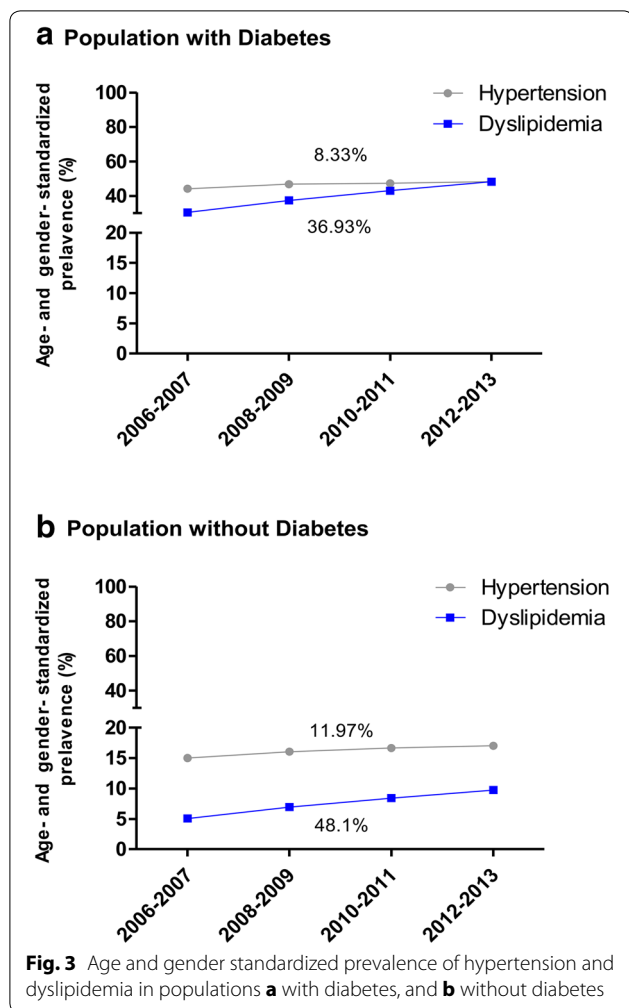 a Population with Diabetes
Age- and gender- standardized
prelavence (%)
100
80
60
40
20
15
10
5
0
Hypertension
Dyslipidemia
8.33%
36.93%
2006-2007
2008-2009
2010-2011
2012-2013
b Population without Diabetes
Age- and gender- standardized
prelavence (%)
100
80
60
40
20
15
10
5
0
Hypertension
Dyslipidemia
11.97%
48.1%
2006-2007
2008-2009
2010-2011
2012-2013
Fig. 3 Age and gender standardized prevalence of hypertension and
dyslipidemia in populations a with diabetes, and b without diabetes